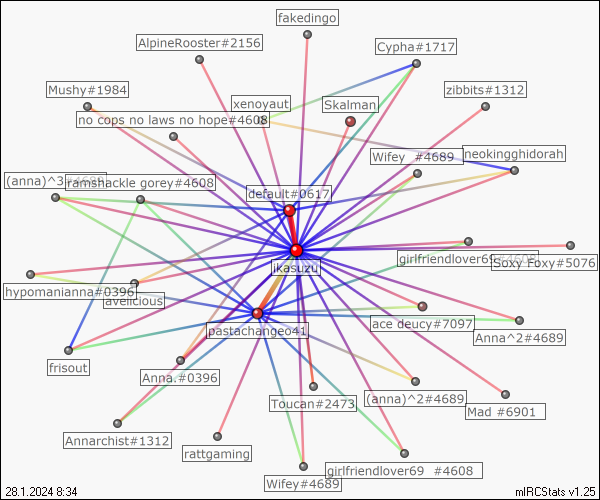 fakedingo
AlpineRooster#2156
Cypha#1717
Mushy#1984
xenoyaut
Skalman
zibbits#1312
no cops no laws no hope#4608
Wifey #4689
neokingghidorah
(anna)^3
ramshackle gorey#4608
default#0617
girlfriendlover69
Soxy Foxy#5076
ikasuzu
hypomanianna#0396
avelicious
pastachangeo41
ace deucy#7097
Anna^2#4689
frisout
Anna.#0396
Toucan#2473
(anna)^2#4689
Mad #6901
Annarchist#1312
rattgaming
girlfriendlover69 #4608
Wifey#4689
28.1.2024 8:34
mIRCStats v1.25